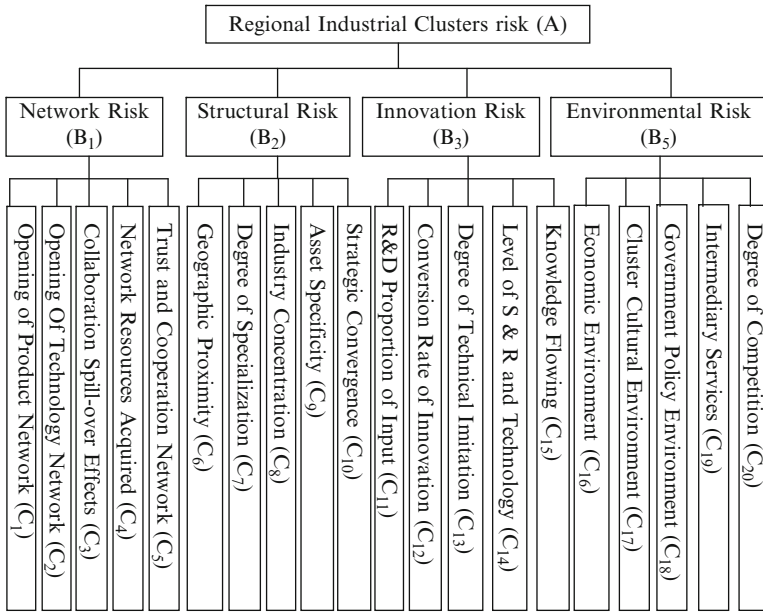 Regional Industrial Clusters risk (A)
Network Risk
(B₁)
Structural Risk
(B₂)
Innovation Risk
(B₃)
Environmental Risk
(B₅)
Opening of Product Network (C₁)
Opening Of Technology Network (C₂)
Collaboration Spill-over Effects (C₃)
Network Resources Acquired (C₄)
Trust and Cooperation Network (C₅)
Geographic Proximity (C₆)
Degree of Specialization (C₇)
Industry Concentration (C₈)
Asset Specificity (C₉)
Strategic Convergence (C₁₀)
R&D Proportion of Input (C₁₁)
Conversion Rate of Innovation (C₁₂)
Degree of Technical Imitation (C₁₃)
Level of S & R and Technology (C₁₄)
Knowledge Flowing (C₁₅)
Economic Environment (C₁₆)
Cluster Cultural Environment (C₁₇)
Government Policy Environment (C₁₈)
Intermediary Services (C₁₉)
Degree of Competition (C₂₀)